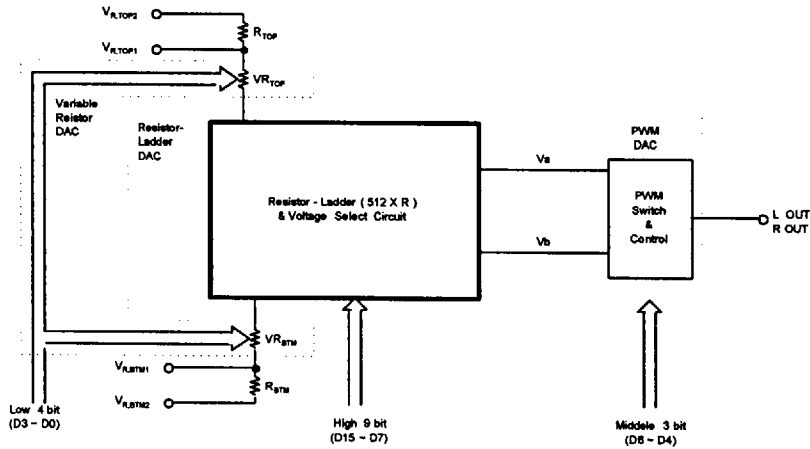 VR,TOP2
RTOP
VR,TOP1
VRTOP
Variable
Reistor
DAC
Resistor-
Ladder
DAC
PWM
DAC
Resistor - Ladder ( 512 X R )
& Voltage Select Circuit
Va
Vb
PWM
Switch
&
Control
L OUT
R OUT
VRBTM
VR,BTM1
RBTM
VR,BTM2
Low 4 bit
(D3 ~ D0)
High 9 bit
(D15 ~ D7)
Middele 3 bit
(D6 ~ D4)